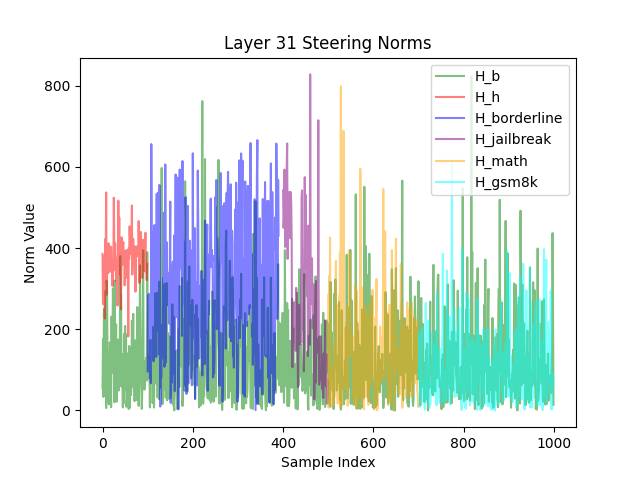 Layer 31 Steering Norms
H_b
H_h
H_borderline
H_jailbreak
H_math
H_gsm8k
Norm Value
800
600
400
200
0
0 200 400 600 800 1000
Sample Index